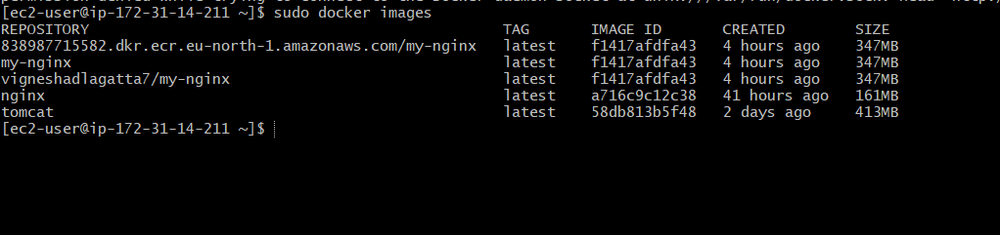 [ec2-user@ip-172-31-14-211 ~]$ sudo docker images
REPOSITORY TAG IMAGE ID CREATED SIZE
838987715582.dkr.ecr.eu-north-1.amazonaws.com/my-nginx latest f1417afdfa43 4 hours ago 347MB
my-nginx latest f1417afdfa43 4 hours ago 347MB
vigneshadlagatta7/my-nginx latest f1417afdfa43 4 hours ago 347MB
nginx latest a716c9c12c38 41 hours ago 161MB
tomcat latest 58db813b5f48 2 days ago 413MB
[ec2-user@ip-172-31-14-211 ~]$